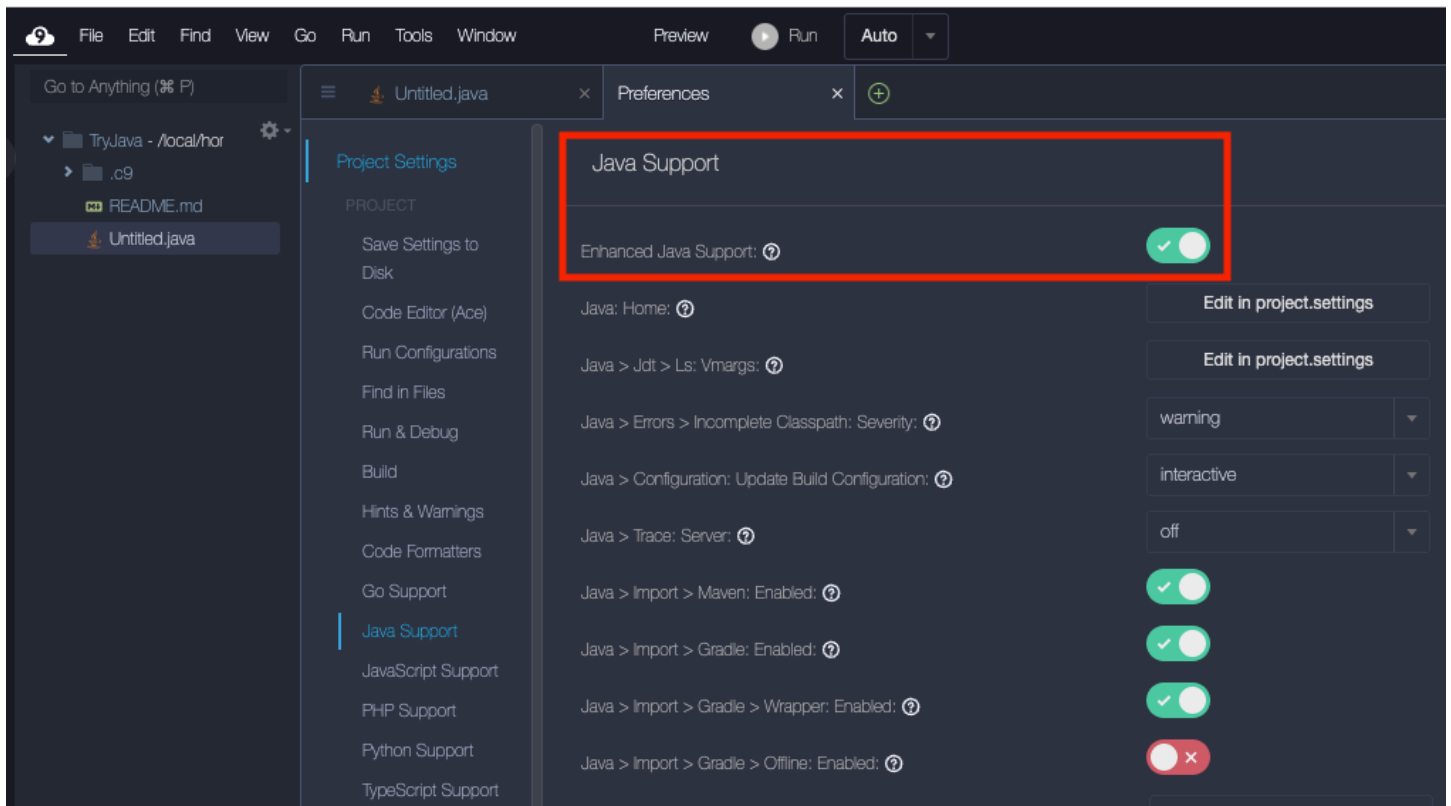 9 File Edit Find View Go Run Tools Window Preview Run Auto
Go to Anything (⌘ P)
Untitled.java
Preferences
TryJava - /local/hor
.c9
README.md
Untitled.java
Project Settings
PROJECT
Save Settings to
Disk
Code Editor (Ace)
Run Configurations
Find in Files
Run & Debug
Build
Hints & Warnings
Code Formatters
Go Support
Java Support
JavaScript Support
PHP Support
Python Support
TypeScript Support
Java Support
Enhanced Java Support: ?
Java: Home: ? Edit in project.settings
Java > Jdt > Ls: Vmargs: ? Edit in project.settings
Java > Errors > Incomplete Classpath: Severity: ? warning
Java > Configuration: Update Build Configuration: ? interactive
Java > Trace: Server: ? off
Java > Import > Maven: Enabled: ?
Java > Import > Gradle: Enabled: ?
Java > Import > Gradle > Wrapper: Enabled: ?
Java > Import > Gradle > Offline: Enabled: ?